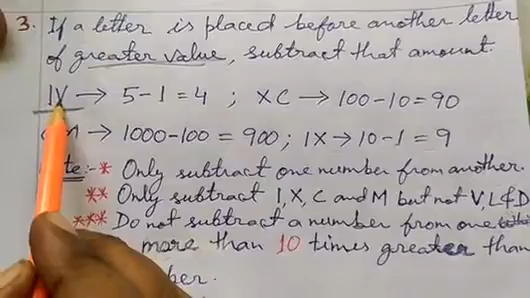 3. If a letter is placed before another letter
of greater value, subtract that amount.
IV → 5-1=4 ; XC → 100-10=90
→ 1000-100 = 900; IX → 10-1=9
:-* Only subtract one number from another.
** Only subtract I, X, C and M but not V, L & D
*** Do not subtract a number from one
more than 10 times greater than